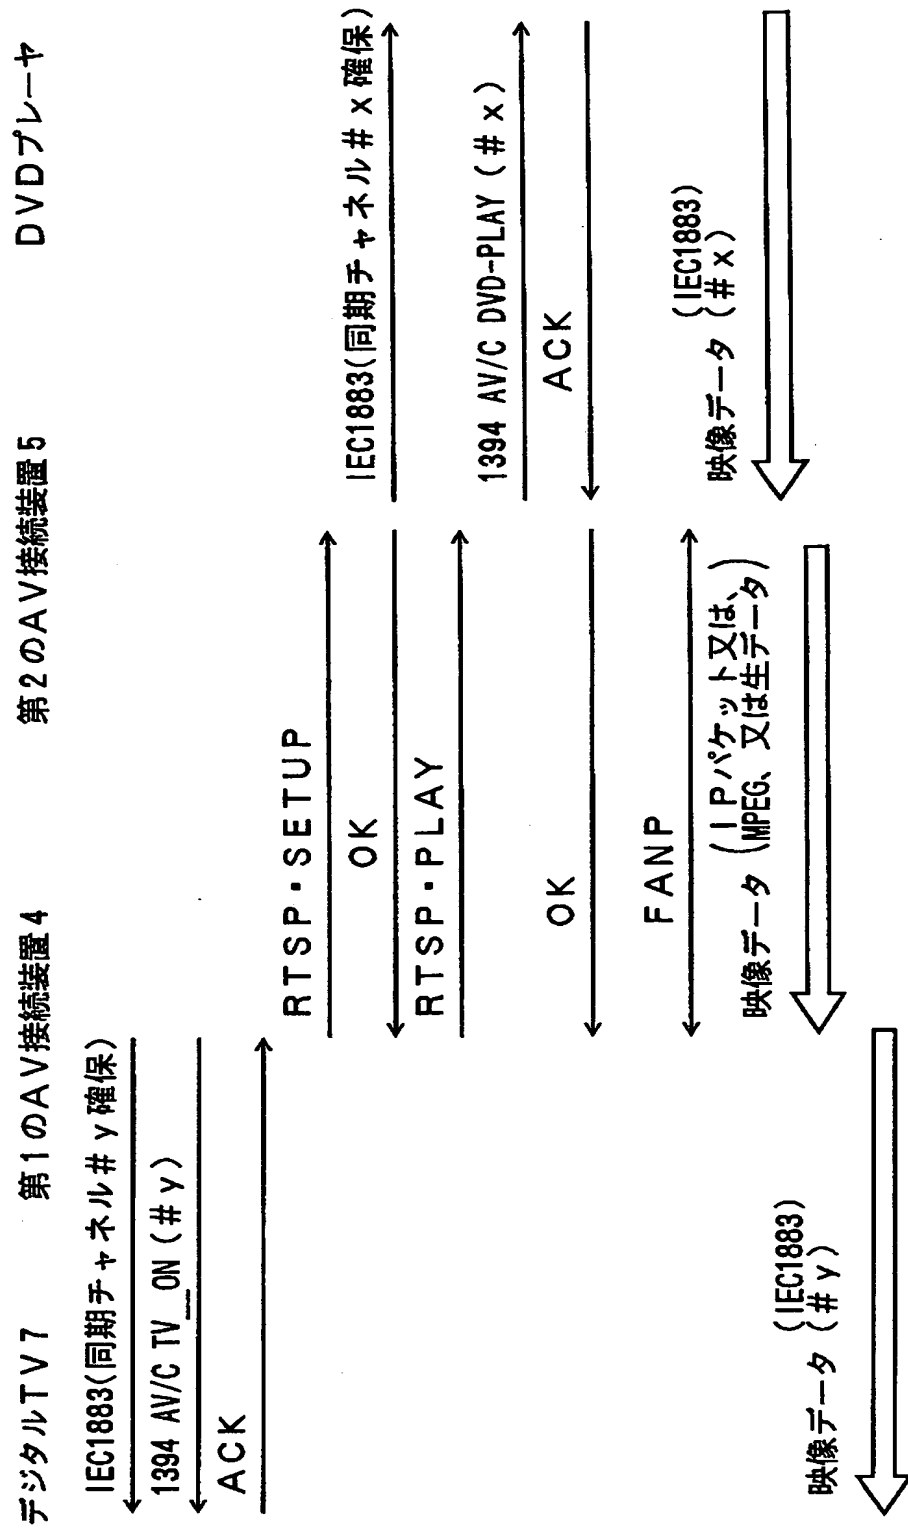 デジタルTV7
第1のAV接続装置4
第2のAV接続装置5
DVDプレーヤ
IEC1883(同期チャネル#y確保)
1394 AV/C TV_ON(#y)
ACK
RTSP・SETUP
IEC1883(同期チャネル#x確保)
OK
RTSP・PLAY
1394 AV/C DVD-PLAY(#x)
ACK
OK
FANP
映像データ(IEC1883)
(#x)
映像データ(IPパケット又は、
MPEG、又は生データ)
映像データ(IEC1883)
(#y)